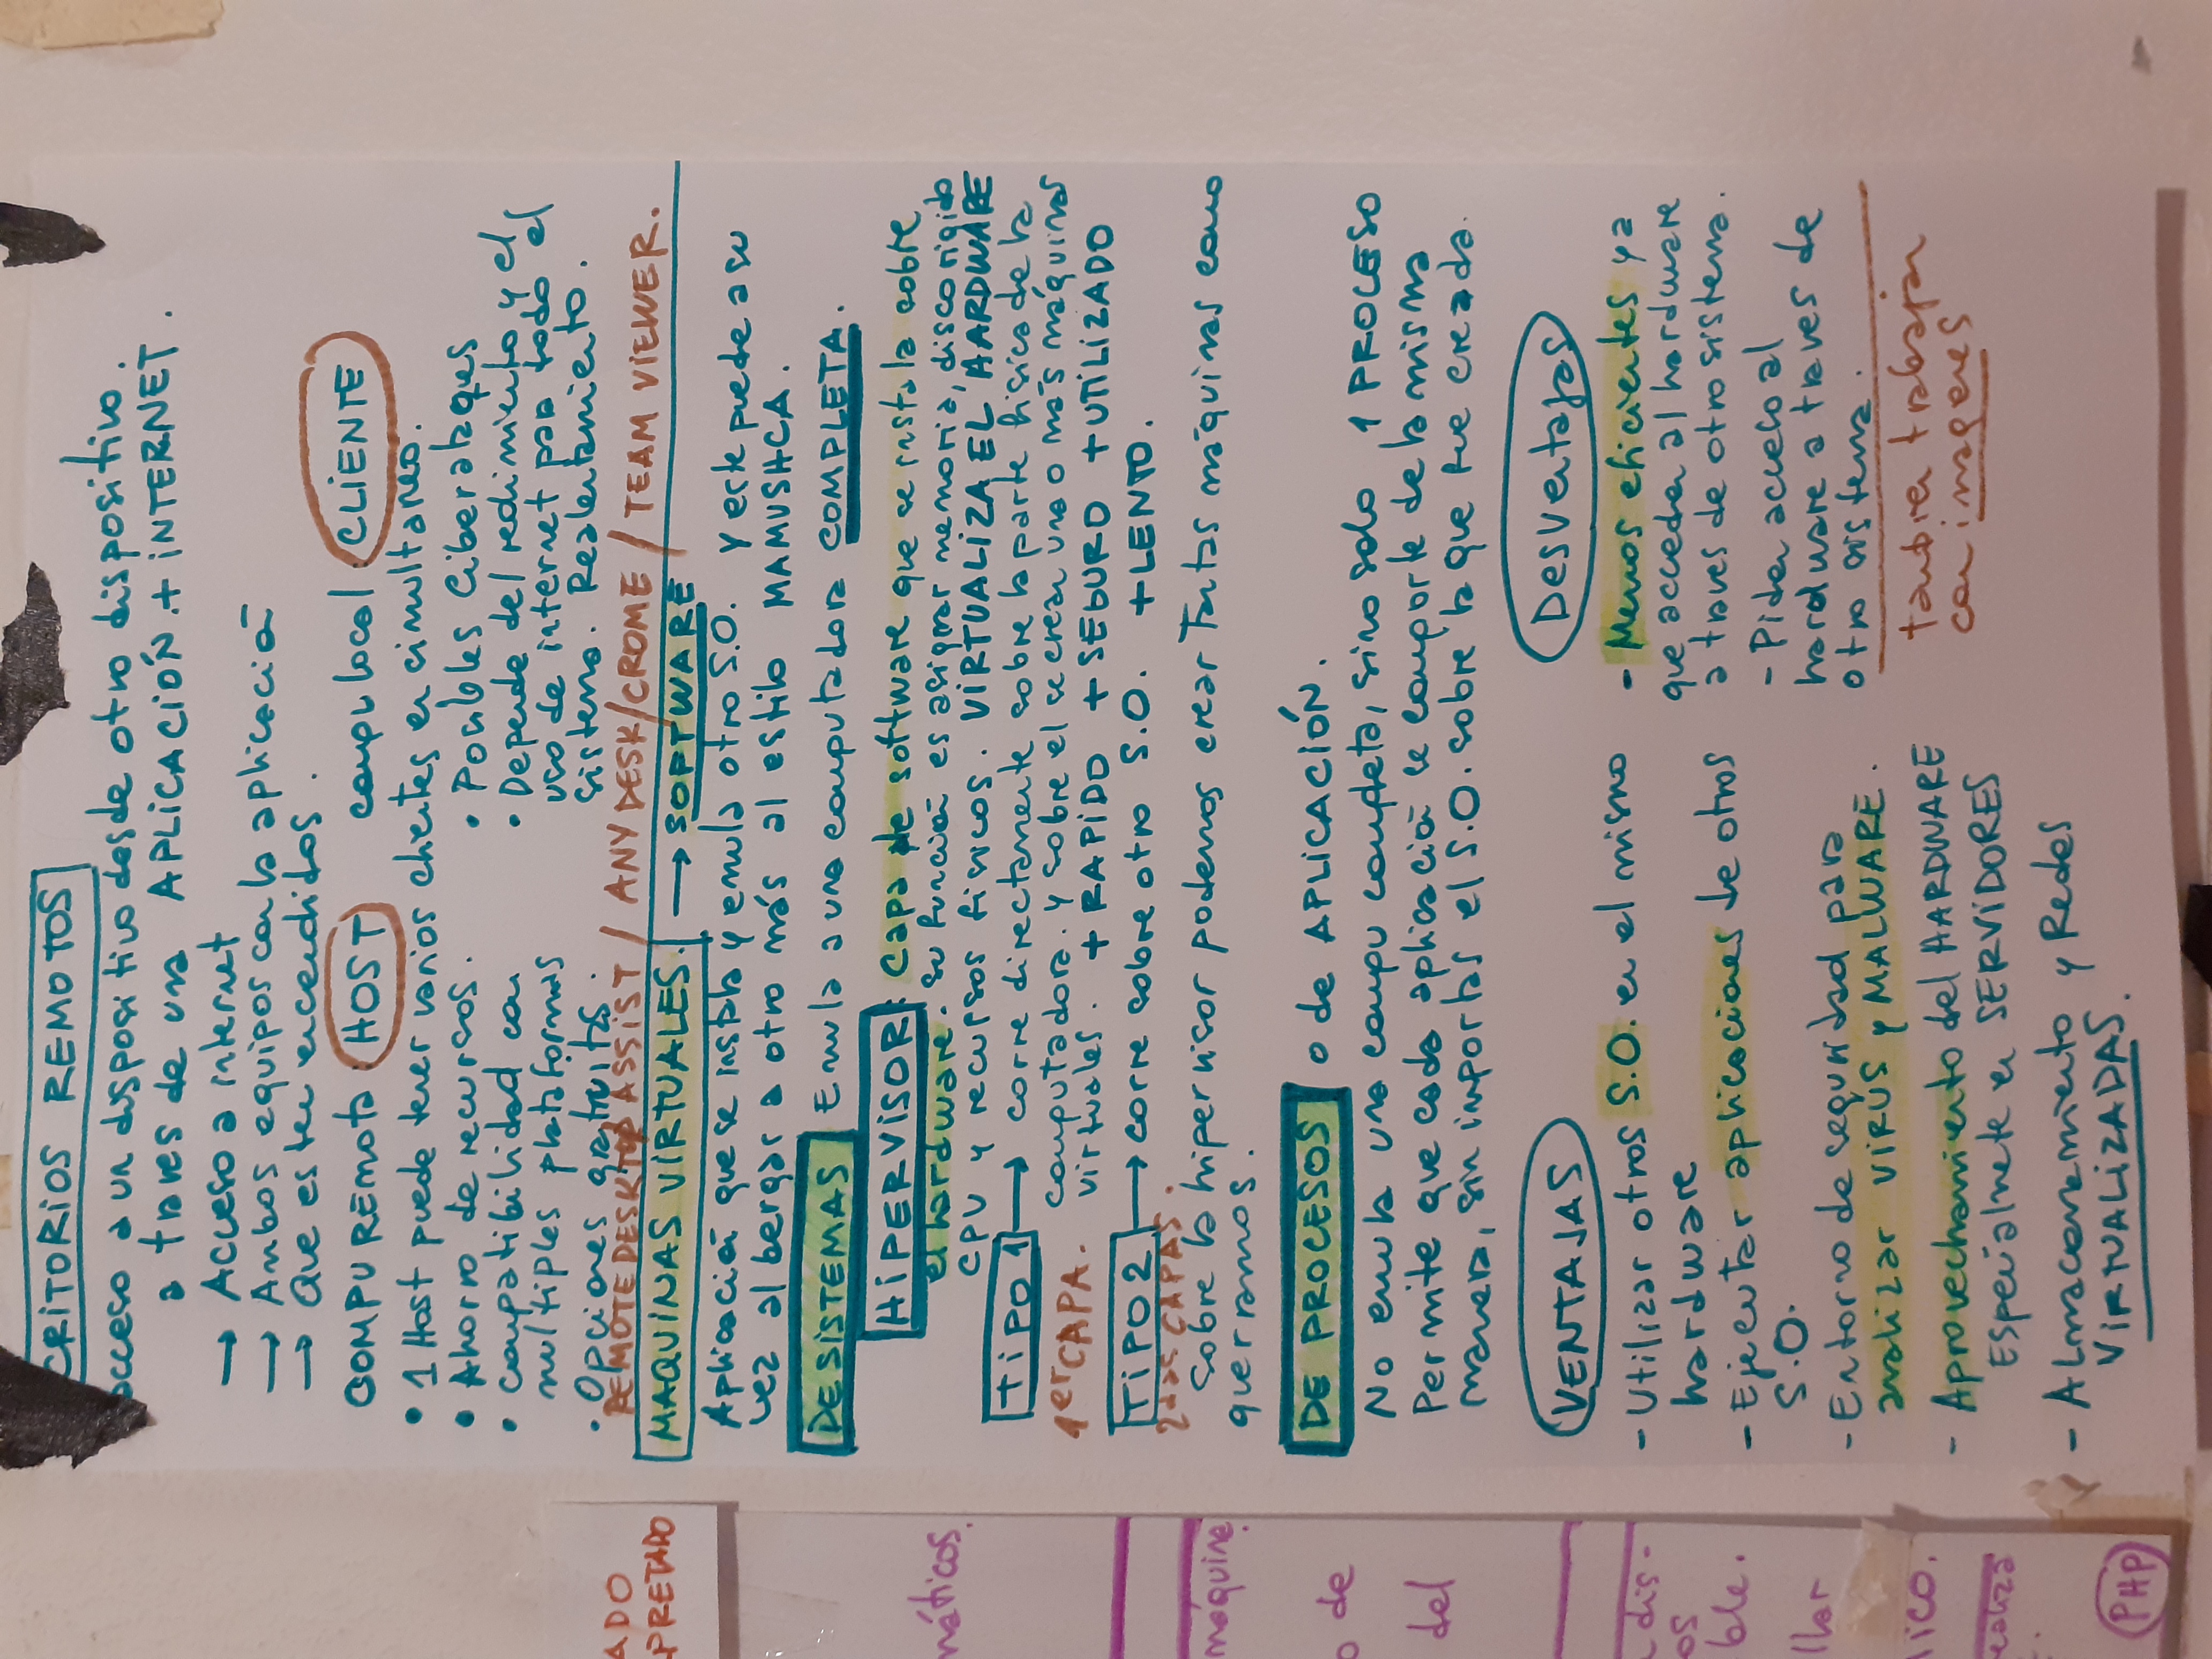 CRITORIOS REMOTOS
acceso a un dispositivo desde otro dispositivo.
a traves de una APLICACIÓN + INTERNET.
→ Acceso a internet
→ Ambos equipos con la aplicación
→ Que esten encendidos.
COMPU REmota HOST
compu local CLIENTE
• 1 Host puede tener varios clientes en simultaneo.
• Ahorro de recursos.
• compatibilidad con
multiples plataformas
• Opciones gratuitas.
• Posibles Ciberataques
• Depende del redimiento y el
uso de internet para todo el
sistema. Realentamiento.
REMOTE DESKTOP ASSIST / ANY DESK / CROME / TEAM VIEWER.
MAQUINAS VIRTUALES. → SOFTWARE
Aplicación que se instala y emula otro S.O. Y este puede a su
vez albergar a otro más al estilo MAMUSHCA.
DE SISTEMAS Emula a una computadora COMPLETA.
HIPERVISOR: Capa de software que se instala sobre
el hardware. su función es asignar memoria, disco rigido
CPU y recursos fisicos. VIRTUALIZA EL HARDWARE
TIPO 1 → corre directamente sobre la parte fisica de la
1er CAPA. computadora. y sobre el se crean una o más máquinas
virtuales. + RAPIDO + SEGURO + UTILIZADO
TIPO 2 → corre sobre otro S.O. + LENTO.
2das CAPAS.
sobre la hipervisor podemos crear Tantas máquinas como
querramos.
DE PROCESOS o de APLICACIÓN.
No emula una compu completa, sino solo 1 PROCESO
Permite que cada aplicación se comporte de la misma
manera, sin importas el S.O. sobre la que fue creada.
VENTAJAS
- Utilizar otros S.O. en el mismo
hardware
- Ejecutar aplicaciones de otros
S.O.
- Entorno de seguridad para
analizar VIRUS y MALWARE.
- Aprovechamiento del HARDWARE
Especialmete en SERVIDORES
- Almacenamiento y Redes
VIRTUALIZADAS.
Desventajas
- Menos eficientes ya
que acceden al hardware
a traves de otro sistema.
- Piden acceso al
hardware a traves de
otro sistema.
tambien trabajan
con imagenes
ADO
PRETADO
máticos.
máquina.
o de
del
dis-
os
ble.
llar
ico.
ealiza
PHP